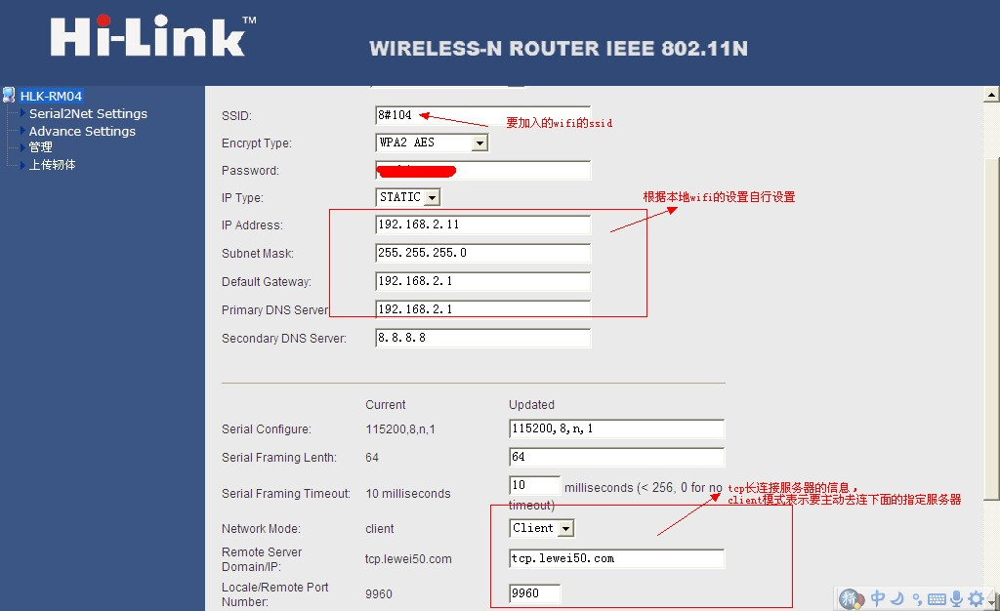 Hi-Link™
WIRELESS-N ROUTER IEEE 802.11N
HLK-RM04
Serial2Net Settings
Advance Settings
管理
上传韧体
SSID: 8#104
要加入的wifi的ssid
Encrypt Type: WPA2 AES
Password:
IP Type: STATIC
根据本地wifi的设置自行设置
IP Address: 192.168.2.11
Subnet Mask: 255.255.255.0
Default Gateway: 192.168.2.1
Primary DNS Server 192.168.2.1
Secondary DNS Server: 8.8.8.8
Current Updated
Serial Configure: 115200,8,n,1 115200,8,n,1
Serial Framing Lenth: 64 64
Serial Framing Timeout: 10 milliseconds 10 milliseconds (< 256, 0 for no
timeout)
tcp长连接服务器的信息，
client模式表示要主动去连下面的指定服务器
Network Mode: client Client
Remote Server
Domain/IP: tcp.lewei50.com tcp.lewei50.com
Locale/Remote Port
Number: 9960 9960
中